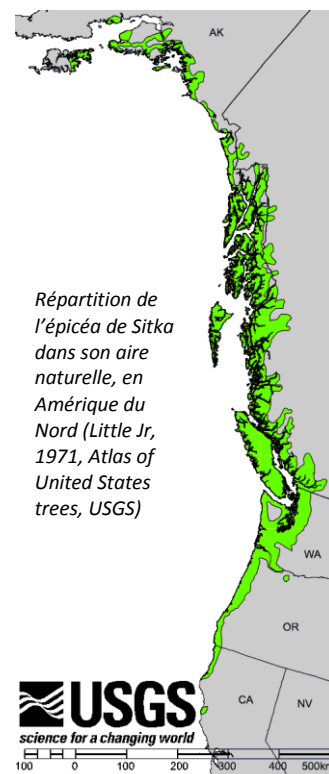 AK
Répartition de
l’épicéa de Sitka
dans son aire
naturelle, en
Amérique du
Nord (Little Jr,
1971, Atlas of
United States
trees, USGS)
WA
OR
CA
NV
USGS
science for a changing world
100 0 100 200 300 400 500km